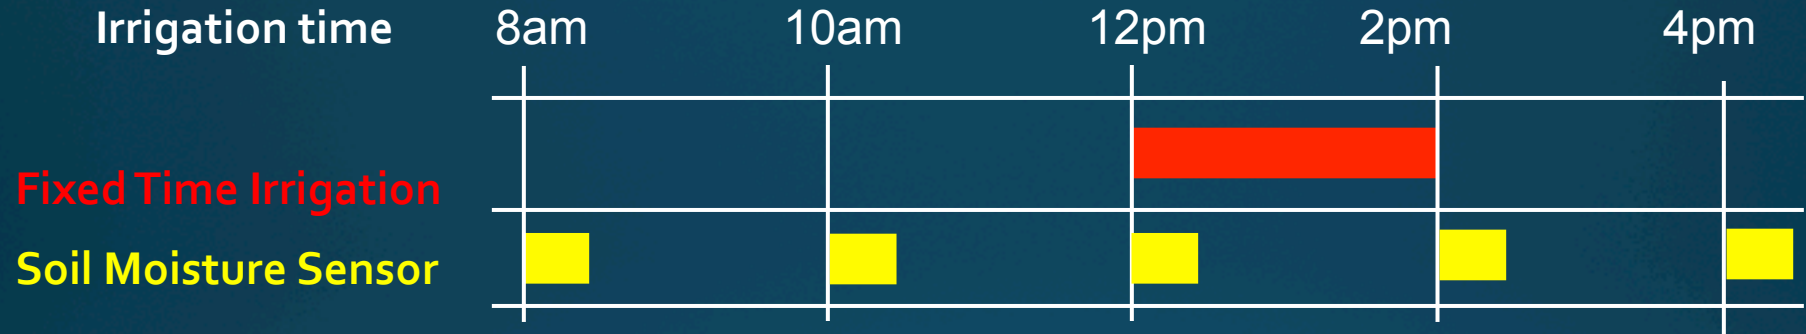 Irrigation time 8am 10am 12pm 2pm 4pm
Fixed Time Irrigation
Soil Moisture Sensor